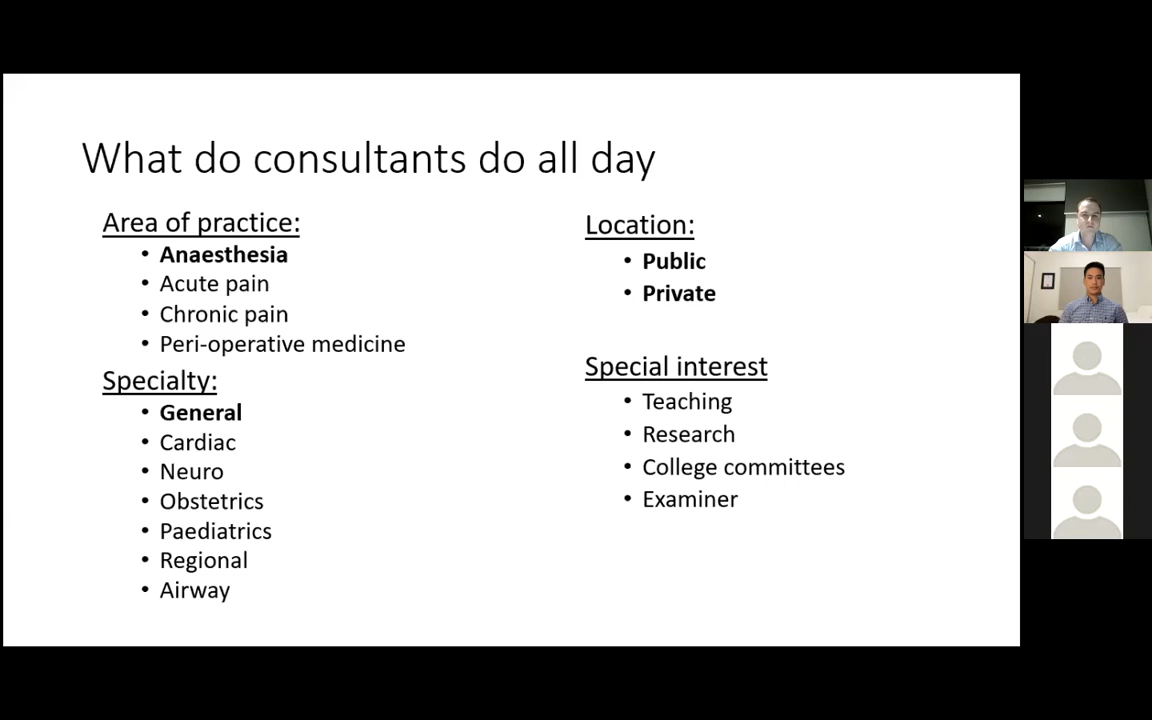 What do consultants do all day
Area of practice:
• Anaesthesia
• Acute pain
• Chronic pain
• Peri-operative medicine
Specialty:
• General
• Cardiac
• Neuro
• Obstetrics
• Paediatrics
• Regional
• Airway
Location:
• Public
• Private
Special interest
• Teaching
• Research
• College committees
• Examiner